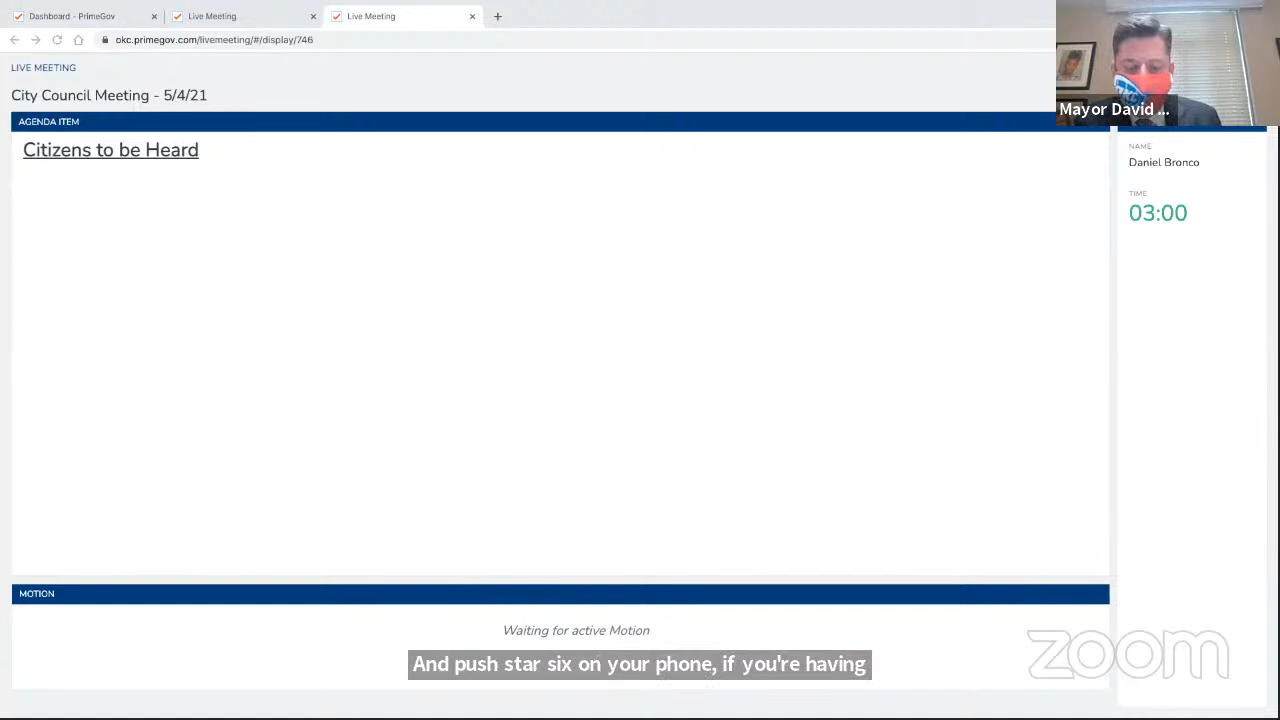 Dashboard - PrimeGov
Live Meeting
Live Meeting
okc.primegov.com/livemeeting/#/display/746
LIVE MEETING
City Council Meeting - 5/4/21
AGENDA ITEM
Citizens to be Heard
Mayor David ...
NAME
Daniel Bronco
TIME
03:00
MOTION
Waiting for active Motion
And push star six on your phone, if you're having
zoom